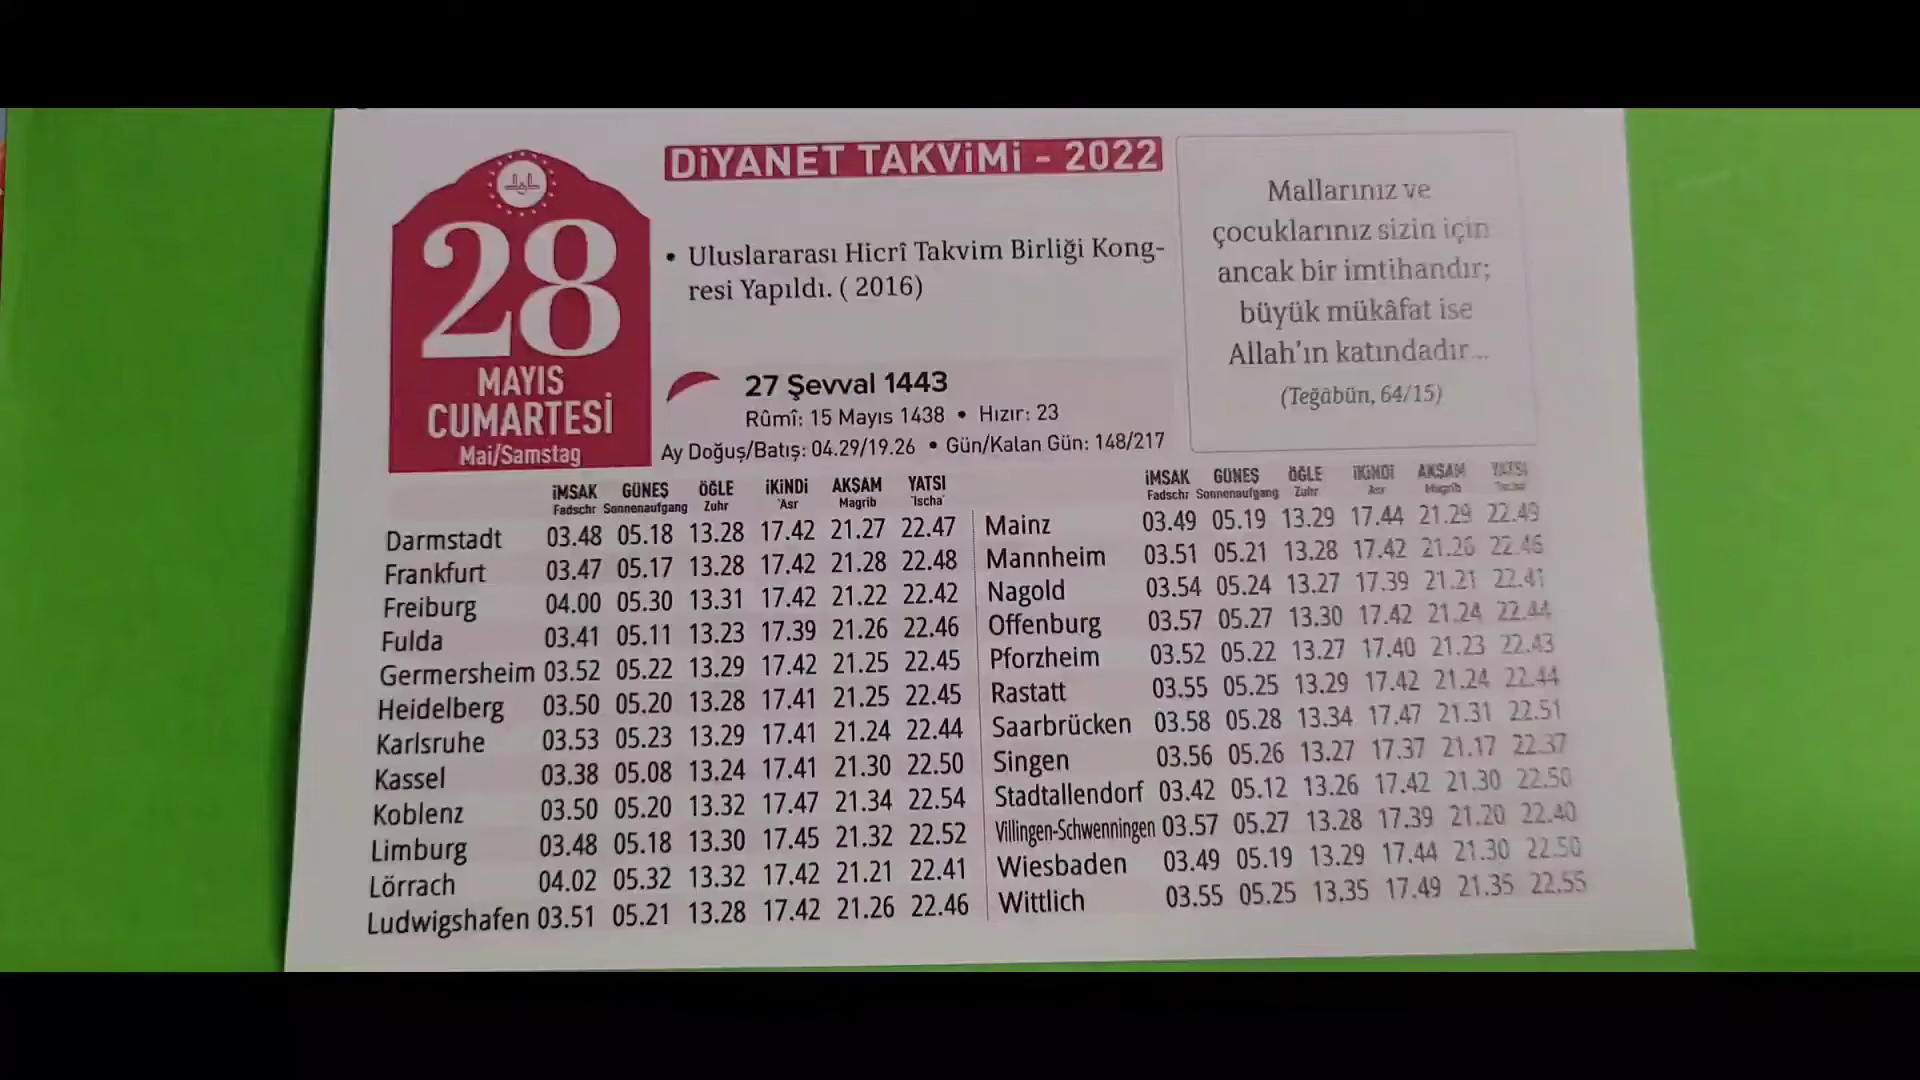 DİYANET TAKVİMİ - 2022
28
MAYIS
CUMARTESİ
Mai/Samstag
• Uluslararası Hicrî Takvim Birliği Kong-
resi Yapıldı. ( 2016)
27 Şevval 1443
Rûmî: 15 Mayıs 1438 • Hızır: 23
Ay Doğuş/Batış: 04.29/19.26 • Gün/Kalan Gün: 148/217
Mallarınız ve
çocuklarınız sizin için
ancak bir imtihandır;
büyük mükâfat ise
Allah'ın katındadır...
(Teğâbün, 64/15)
İMSAK GÜNEŞ ÖĞLE İKİNDİ AKŞAM YATSI
Fadschr Sonnenaufgang Zuhr 'Asr Magrib 'Ischa'
Darmstadt 03.48 05.18 13.28 17.42 21.27 22.47
Frankfurt 03.47 05.17 13.28 17.42 21.28 22.48
Freiburg 04.00 05.30 13.31 17.42 21.22 22.42
Fulda 03.41 05.11 13.23 17.39 21.26 22.46
Germersheim 03.52 05.22 13.29 17.42 21.25 22.45
Heidelberg 03.50 05.20 13.28 17.41 21.25 22.45
Karlsruhe 03.53 05.23 13.29 17.41 21.24 22.44
Kassel 03.38 05.08 13.24 17.41 21.30 22.50
Koblenz 03.50 05.20 13.32 17.47 21.34 22.54
Limburg 03.48 05.18 13.30 17.45 21.32 22.52
Lörrach 04.02 05.32 13.32 17.42 21.21 22.41
Ludwigshafen 03.51 05.21 13.28 17.42 21.26 22.46
İMSAK GÜNEŞ ÖĞLE İKİNDİ AKŞAM YATSI
Fadschr Sonnenaufgang Zuhr 'Asr Magrib 'Ischa'
Mainz 03.49 05.19 13.29 17.44 21.29 22.49
Mannheim 03.51 05.21 13.28 17.42 21.26 22.46
Nagold 03.54 05.24 13.27 17.39 21.21 22.41
Offenburg 03.57 05.27 13.30 17.42 21.24 22.44
Pforzheim 03.52 05.22 13.27 17.40 21.23 22.43
Rastatt 03.55 05.25 13.29 17.42 21.24 22.44
Saarbrücken 03.58 05.28 13.34 17.47 21.31 22.51
Singen 03.56 05.26 13.27 17.37 21.17 22.37
Stadtallendorf 03.42 05.12 13.26 17.42 21.30 22.50
Villingen-Schwenningen 03.57 05.27 13.28 17.39 21.20 22.40
Wiesbaden 03.49 05.19 13.29 17.44 21.30 22.50
Wittlich 03.55 05.25 13.35 17.49 21.35 22.55